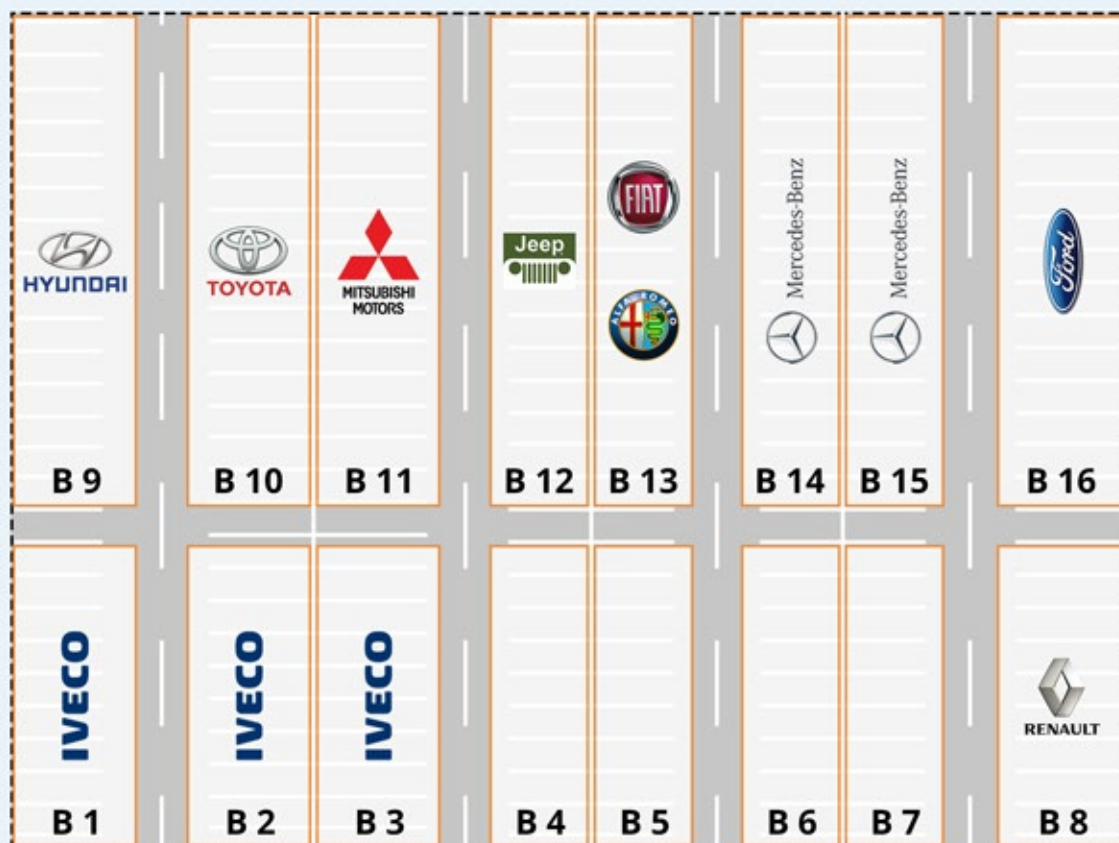 HYUNDAI
TOYOTA
MITSUBISHI
MOTORS
Jeep
FIAT
ALFA ROMEO
Mercedes-Benz
Mercedes-Benz
Ford
B 9
B 10
B 11
B 12
B 13
B 14
B 15
B 16
IVECO
IVECO
IVECO
RENAULT
B 1
B 2
B 3
B 4
B 5
B 6
B 7
B 8